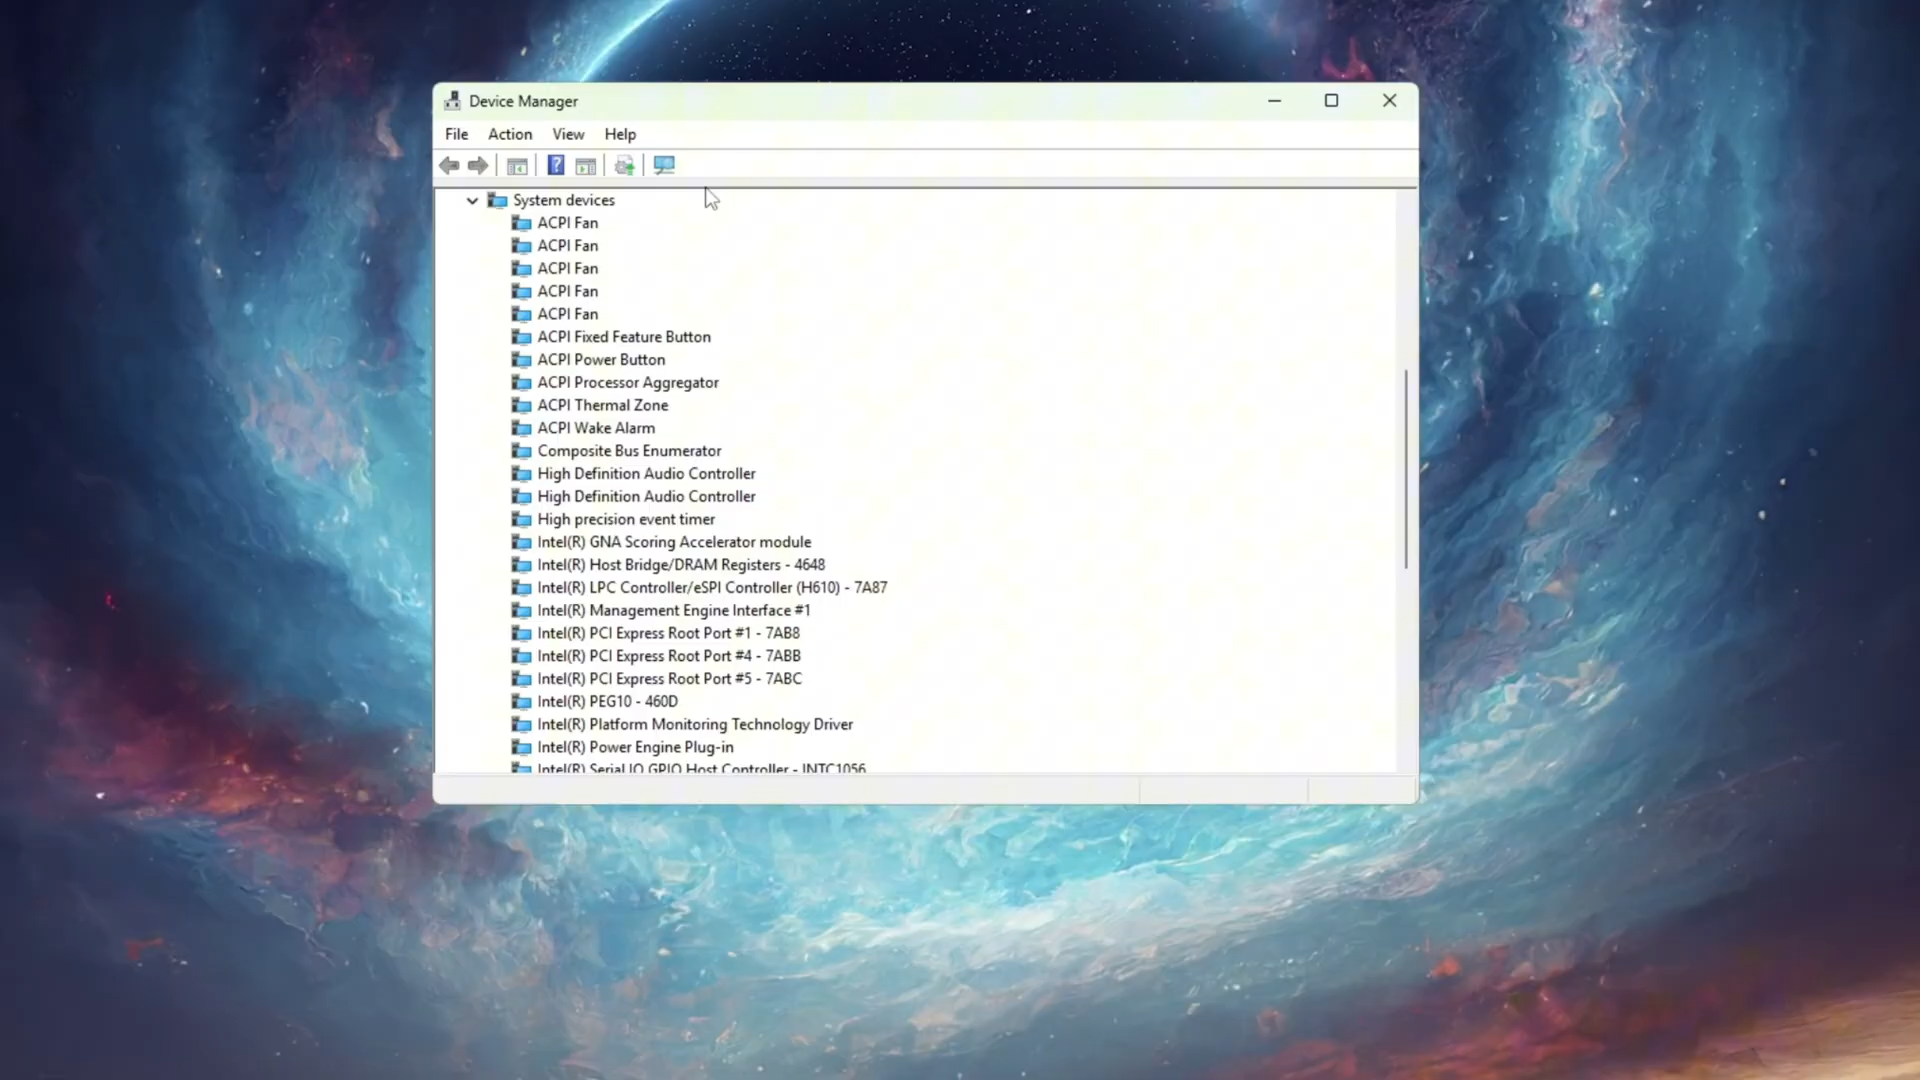 Device Manager
File Action View Help
System devices
ACPI Fan
ACPI Fan
ACPI Fan
ACPI Fan
ACPI Fan
ACPI Fixed Feature Button
ACPI Power Button
ACPI Processor Aggregator
ACPI Thermal Zone
ACPI Wake Alarm
Composite Bus Enumerator
High Definition Audio Controller
High Definition Audio Controller
High precision event timer
Intel(R) GNA Scoring Accelerator module
Intel(R) Host Bridge/DRAM Registers - 4648
Intel(R) LPC Controller/eSPI Controller (H610) - 7A87
Intel(R) Management Engine Interface #1
Intel(R) PCI Express Root Port #1 - 7AB8
Intel(R) PCI Express Root Port #4 - 7ABB
Intel(R) PCI Express Root Port #5 - 7ABC
Intel(R) PEG10 - 460D
Intel(R) Platform Monitoring Technology Driver
Intel(R) Power Engine Plug-in
Intel(R) Serial IO GPIO Host Controller - INTC1056